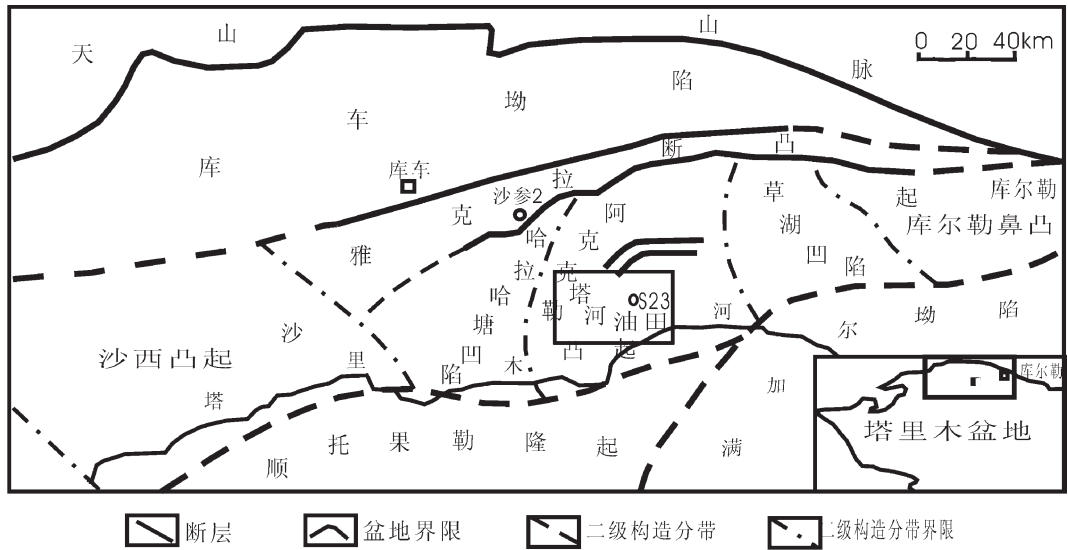 天山山脉
0 20 40km
库车坳陷
库车
雅克拉断凸起
沙参2
库尔勒
库尔勒鼻凸
草湖凹陷
阿克库勒凸起
哈拉哈塘凹陷
S23
塔河油田
沙西凸起
沙
塔里木河
顺托果勒隆起
满加尔坳陷
库尔勒
塔里木盆地
断层
盆地界限
二级构造分带
二级构造分带界限